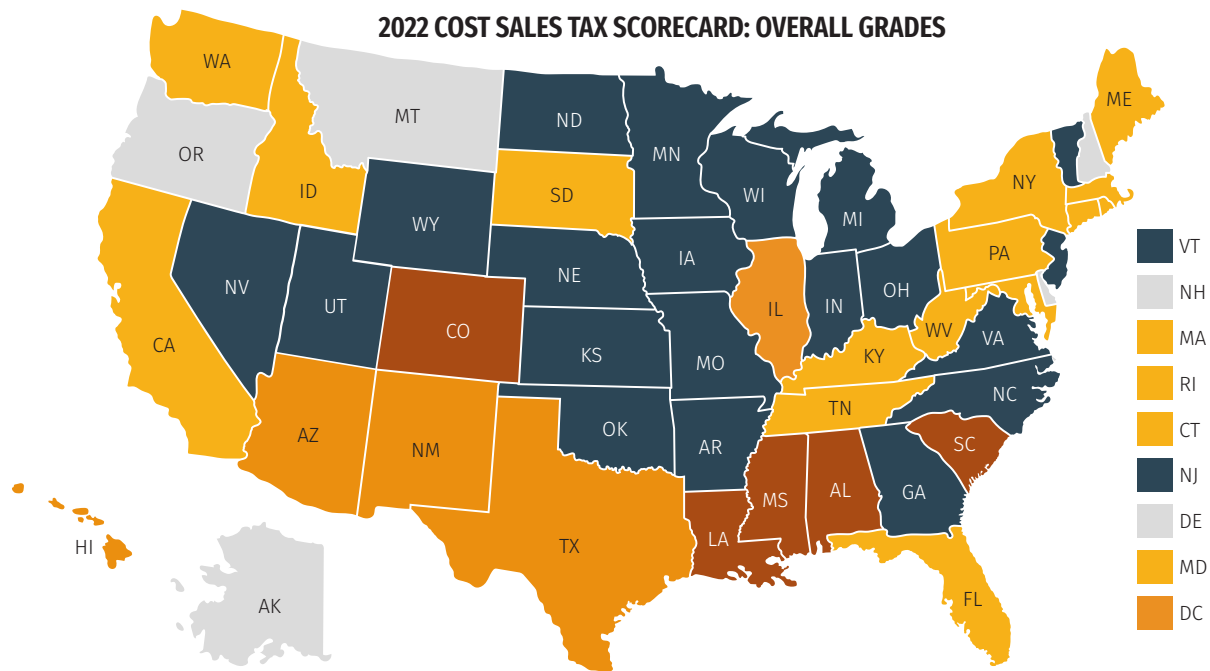 2022 COST SALES TAX SCORECARD: OVERALL GRADES
WA
ME
MT
ND
OR
MN
ID
SD
WI
NY
WY
MI
VT
PA
IA
NE
NH
NV
OH
UT
IN
IL
MA
CO
WV
VA
CA
KS
KY
MO
RI
NC
TN
CT
OK
AZ
NM
AR
SC
NJ
GA
MS
AL
DE
LA
HI
TX
MD
FL
AK
DC